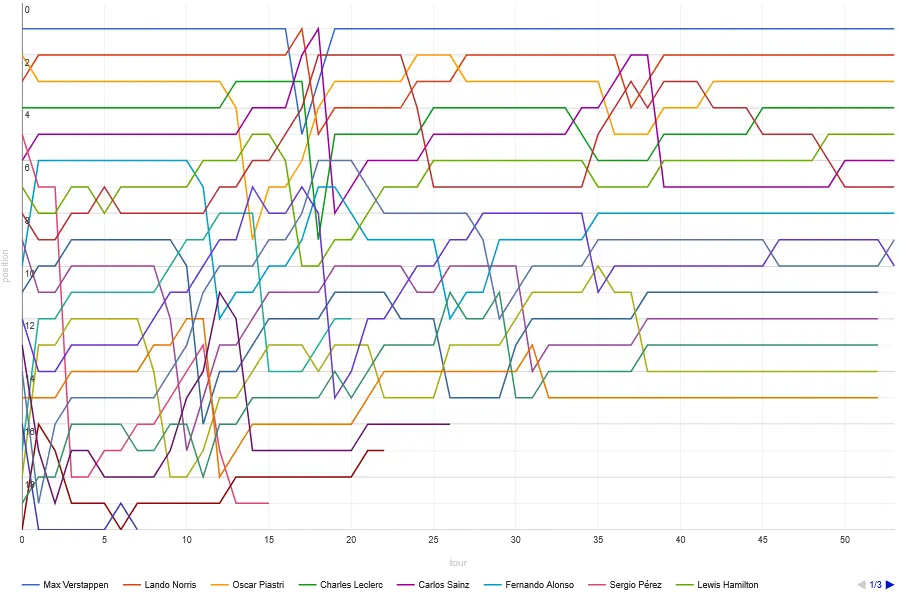 0
2
4
6
8
10
12
14
16
18
position
0 5 10 15 20 25 30 35 40 45 50
tour
Max Verstappen Lando Norris Oscar Piastri Charles Leclerc Carlos Sainz Fernando Alonso Sergio Pérez Lewis Hamilton 1/3